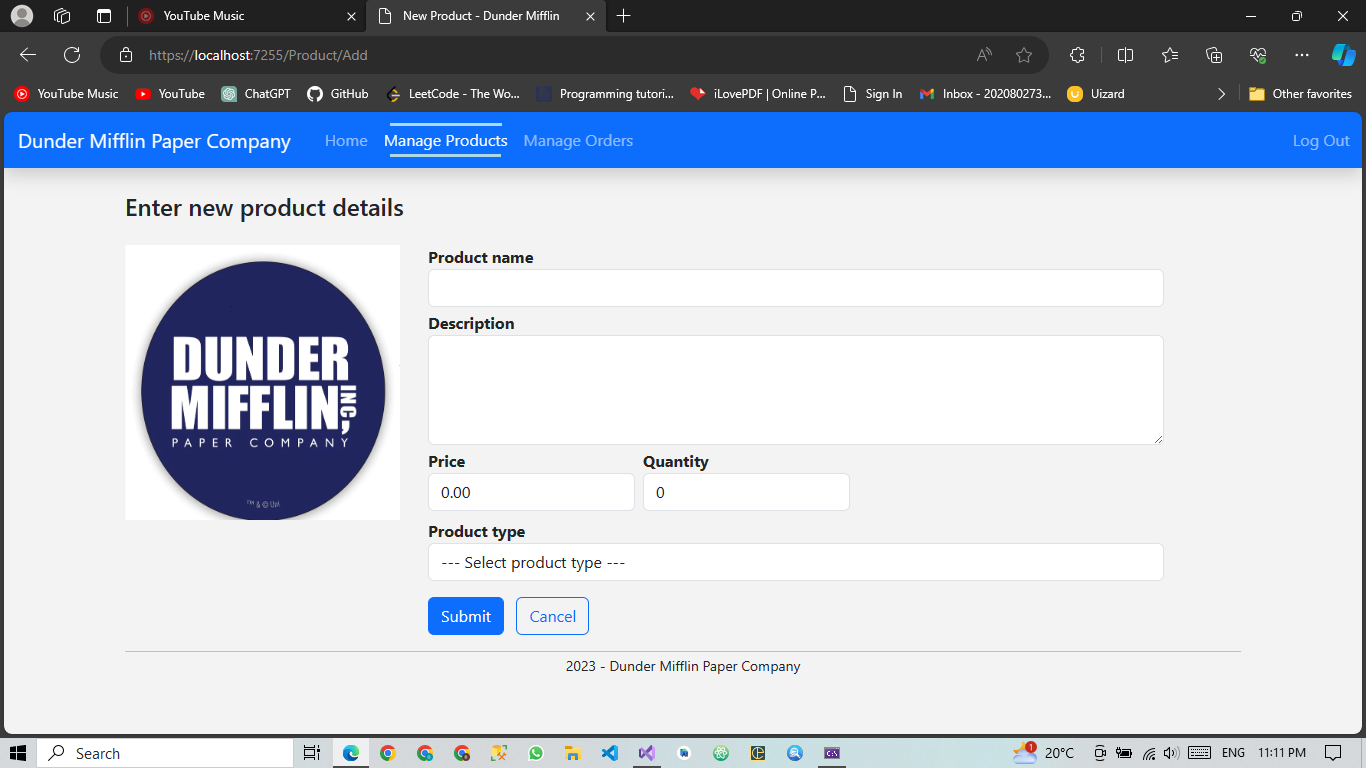 YouTube Music
New Product - Dunder Mifflin
https://localhost:7255/Product/Add
YouTube Music
YouTube
ChatGPT
GitHub
LeetCode - The Wo...
Programming tutori...
iLovePDF | Online P...
Sign In
Inbox - 202080273...
Uizard
Other favorites
Dunder Mifflin Paper Company
Home
Manage Products
Manage Orders
Log Out
Enter new product details
DUNDER
MIFFLIN INC,
PAPER COMPANY
Product name
Description
Price
Quantity
0.00
0
Product type
--- Select product type ---
Submit
Cancel
2023 - Dunder Mifflin Paper Company
Search
1
20°C
ENG
11:11 PM